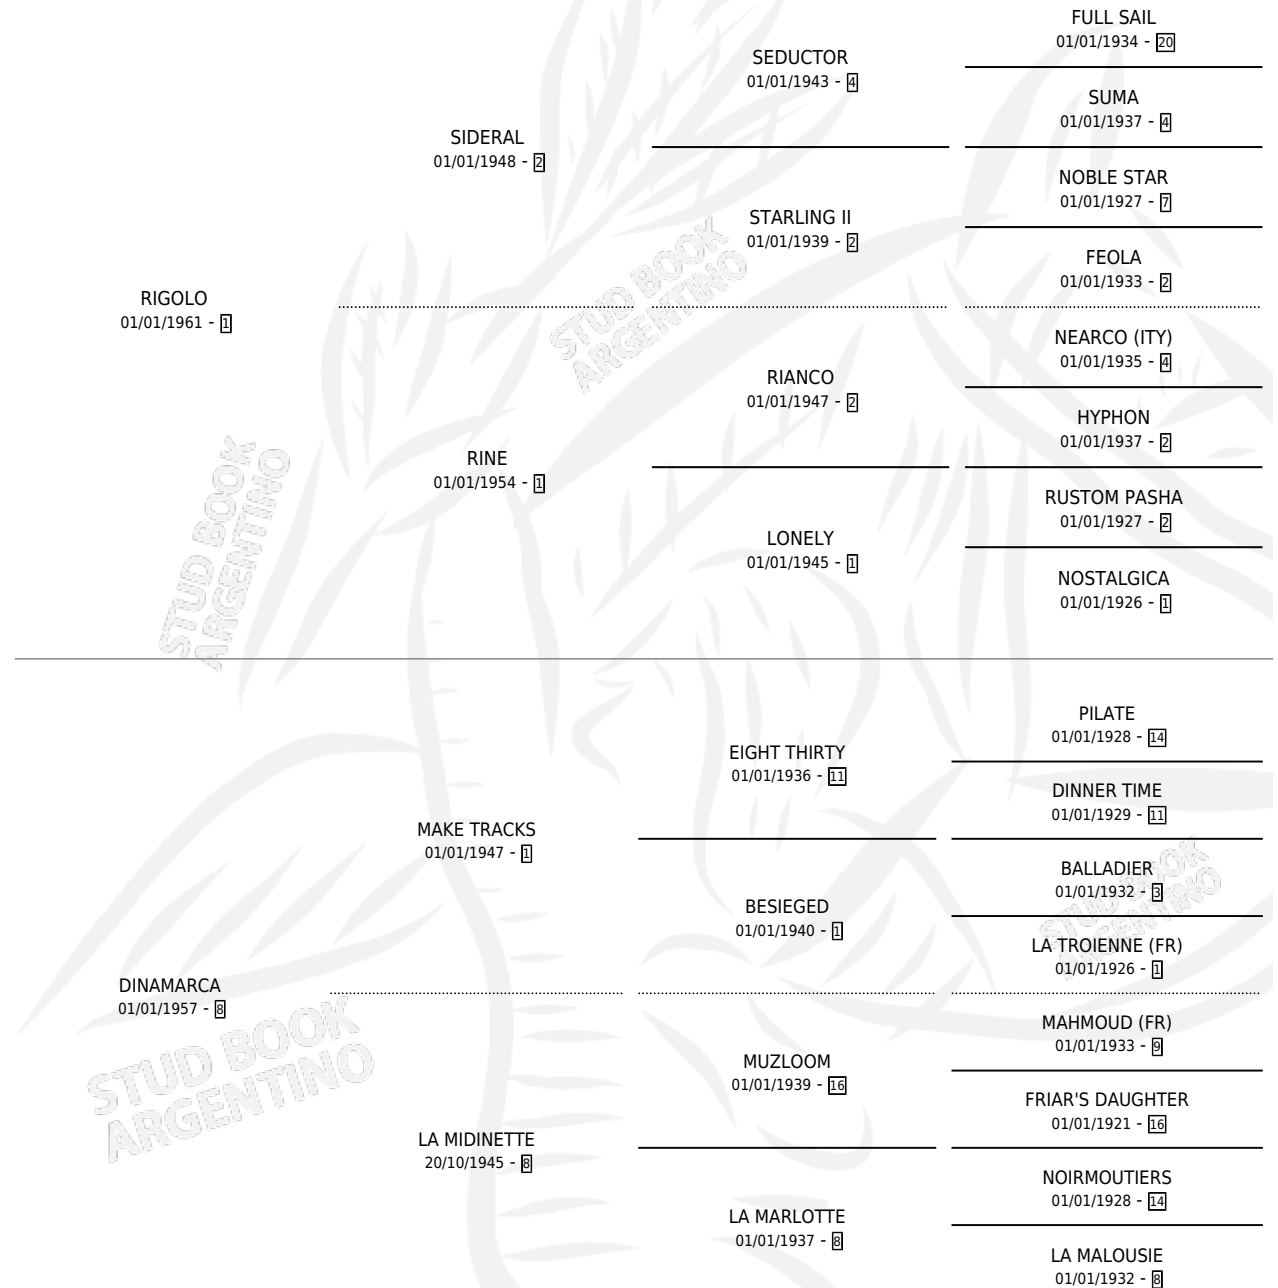 FULL SAIL
01/01/1934 - 20
SEDUCTOR
01/01/1943 - 4
SUMA
01/01/1937 - 4
SIDERAL
01/01/1948 - 2
NOBLE STAR
01/01/1927 - 7
STARLING II
01/01/1939 - 2
FEOLA
01/01/1933 - 2
RIGOLO
01/01/1961 - 1
NEARCO (ITY)
01/01/1935 - 4
RIANCO
01/01/1947 - 2
HYPHON
01/01/1937 - 2
RINE
01/01/1954 - 1
RUSTOM PASHA
01/01/1927 - 2
LONELY
01/01/1945 - 1
NOSTALGICA
01/01/1926 - 1
STUD BOOK
ARGENTINO
STUD BOOK
ARGENTINO
PILATE
01/01/1928 - 14
EIGHT THIRTY
01/01/1936 - 11
DINNER TIME
01/01/1929 - 11
MAKE TRACKS
01/01/1947 - 1
BALLADIER
01/01/1932 - 3
BESIEGED
01/01/1940 - 1
LA TROIENNE (FR)
01/01/1926 - 1
STUD BOOK
ARGENTINO
DINAMARCA
01/01/1957 - 8
MAHMOUD (FR)
01/01/1933 - 9
MUZLOOM
01/01/1939 - 16
FRIAR'S DAUGHTER
01/01/1921 - 16
LA MIDINETTE
20/10/1945 - 8
NOIRMOUTIERS
01/01/1928 - 14
LA MARLOTTE
01/01/1937 - 8
LA MALOUSIE
01/01/1932 - 8
STUD BOOK
ARGENTINO